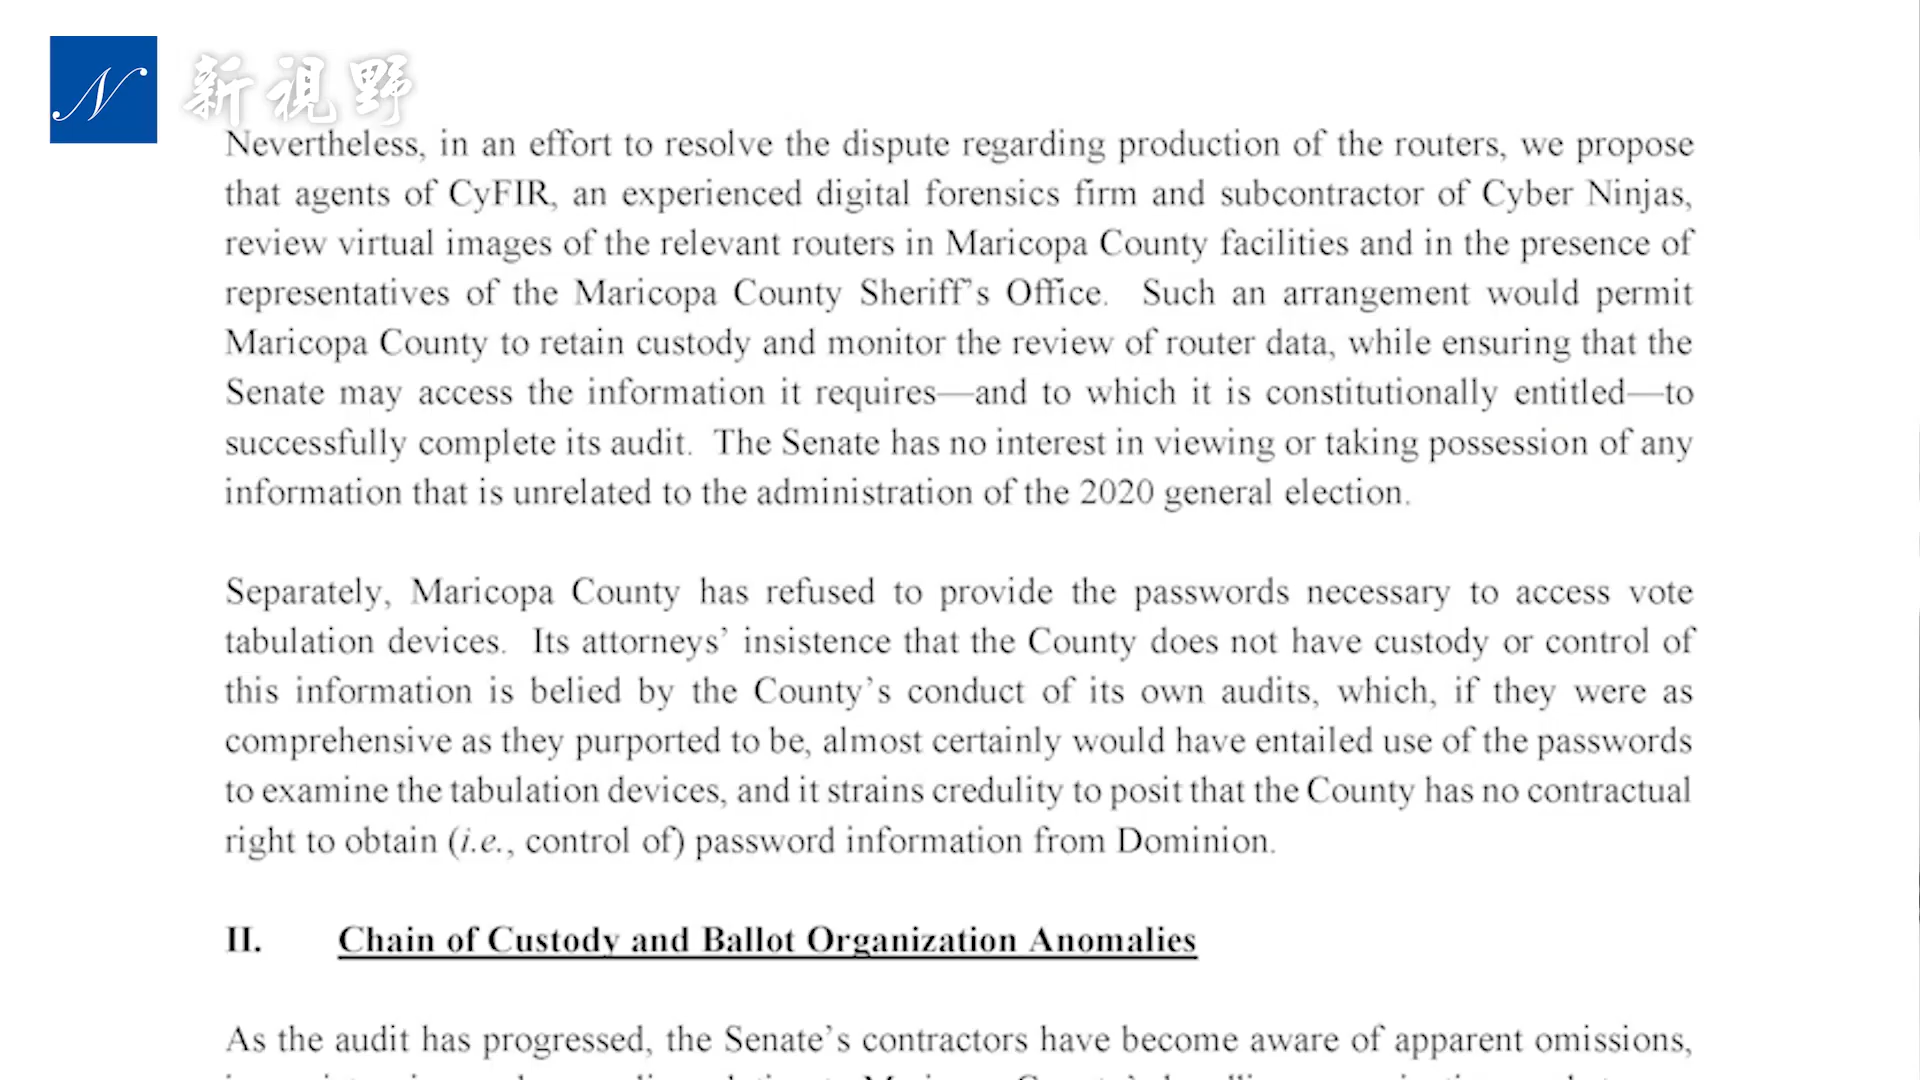 N 新視野
Nevertheless, in an effort to resolve the dispute regarding production of the routers, we propose
that agents of CyFIR, an experienced digital forensics firm and subcontractor of Cyber Ninjas,
review virtual images of the relevant routers in Maricopa County facilities and in the presence of
representatives of the Maricopa County Sheriff's Office. Such an arrangement would permit
Maricopa County to retain custody and monitor the review of router data, while ensuring that the
Senate may access the information it requires—and to which it is constitutionally entitled—to
successfully complete its audit. The Senate has no interest in viewing or taking possession of any
information that is unrelated to the administration of the 2020 general election.
Separately, Maricopa County has refused to provide the passwords necessary to access vote
tabulation devices. Its attorneys' insistence that the County does not have custody or control of
this information is belied by the County's conduct of its own audits, which, if they were as
comprehensive as they purported to be, almost certainly would have entailed use of the passwords
to examine the tabulation devices, and it strains credulity to posit that the County has no contractual
right to obtain (i.e., control of) password information from Dominion.
II. Chain of Custody and Ballot Organization Anomalies
As the audit has progressed, the Senate's contractors have become aware of apparent omissions,